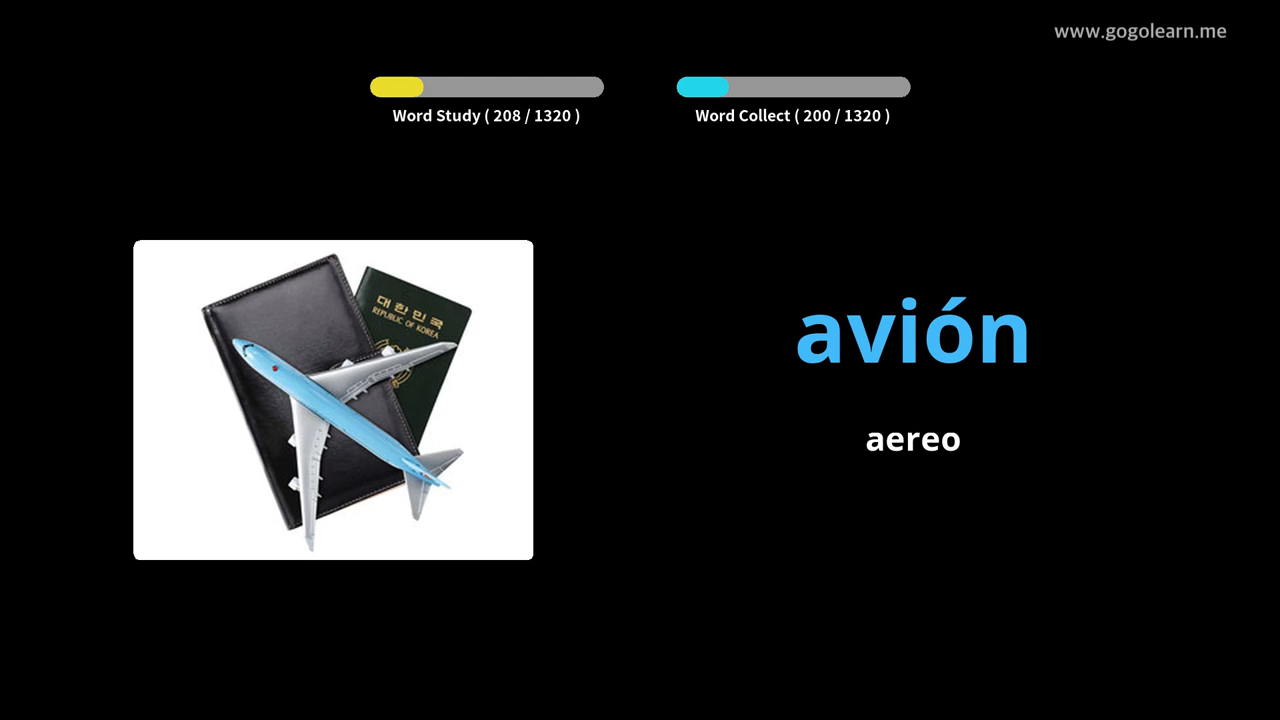 www.gogolearn.me
Word Study ( 208 / 1320 )
Word Collect ( 200 / 1320 )
대한민국
REPUBLIC OF KOREA
avión
aereo